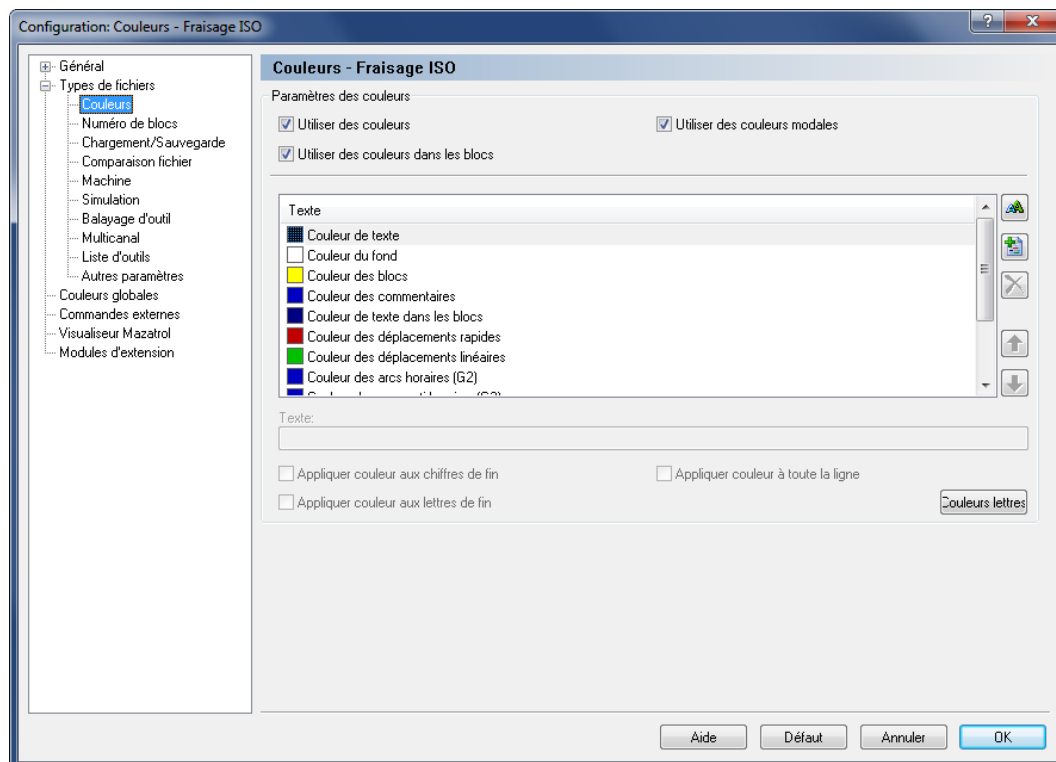 Configuration: Couleurs - Fraisage ISO
Général
Types de fichiers
Couleurs
Numéro de blocs
Chargement/Sauvegarde
Comparaison fichier
Machine
Simulation
Balayage d'outil
Multicanal
Liste d'outils
Autres paramètres
Couleurs globales
Commandes externes
Visualiseur Mazatrol
Modules d'extension
Couleurs - Fraisage ISO
Paramètres des couleurs
Utiliser des couleurs
Utiliser des couleurs modales
Utiliser des couleurs dans les blocs
Texte
Couleur de texte
Couleur du fond
Couleur des blocs
Couleur des commentaires
Couleur de texte dans les blocs
Couleur des déplacements rapides
Couleur des déplacements linéaires
Couleur des arcs horaires (G2)
Texte:
Appliquer couleur aux chiffres de fin
Appliquer couleur à toute la ligne
Appliquer couleur aux lettres de fin
Couleurs lettres
Aide
Défaut
Annuler
OK